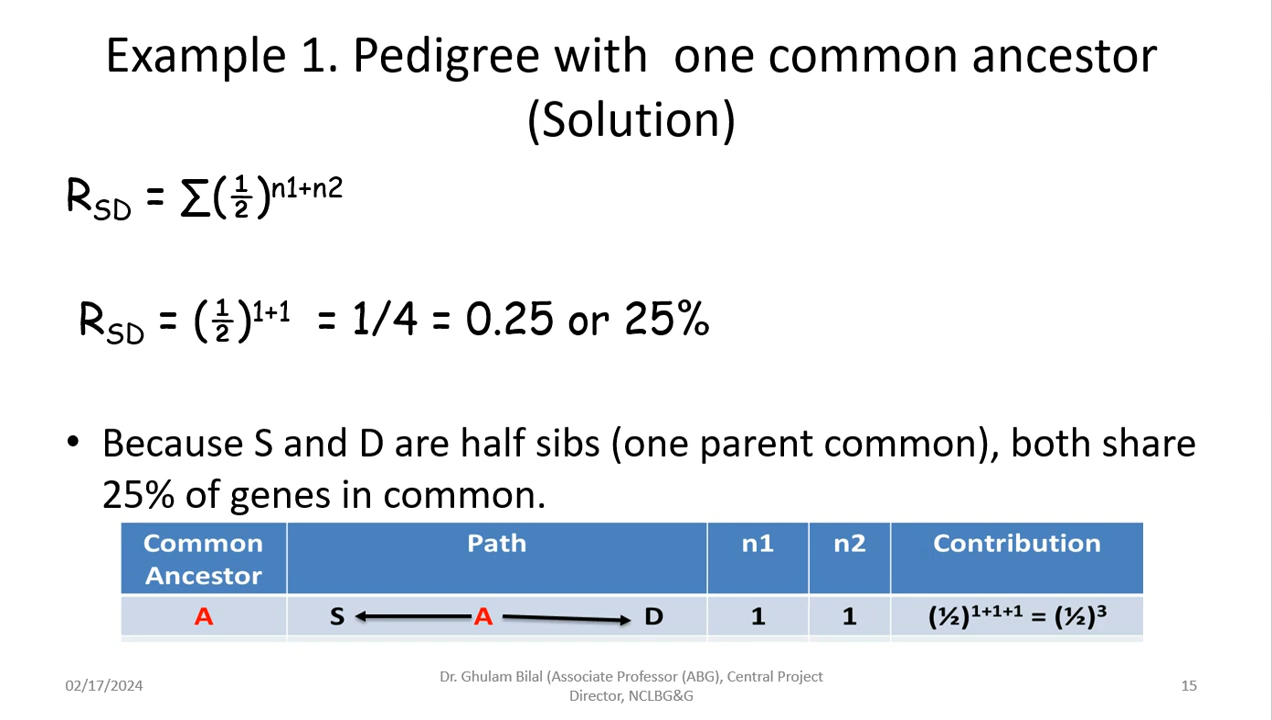 Example 1. Pedigree with one common ancestor
(Solution)
R_SD = ∑(1/2)^n1+n2
R_SD = (1/2)^1+1 = 1/4 = 0.25 or 25%
• Because S and D are half sibs (one parent common), both share
25% of genes in common.
Common Ancestor Path n1 n2 Contribution
A S A D 1 1 (½)^1+1+1 = (½)^3
02/17/2024
Dr. Ghulam Bilal (Associate Professor (ABG), Central Project
Director, NCLBG&G
15